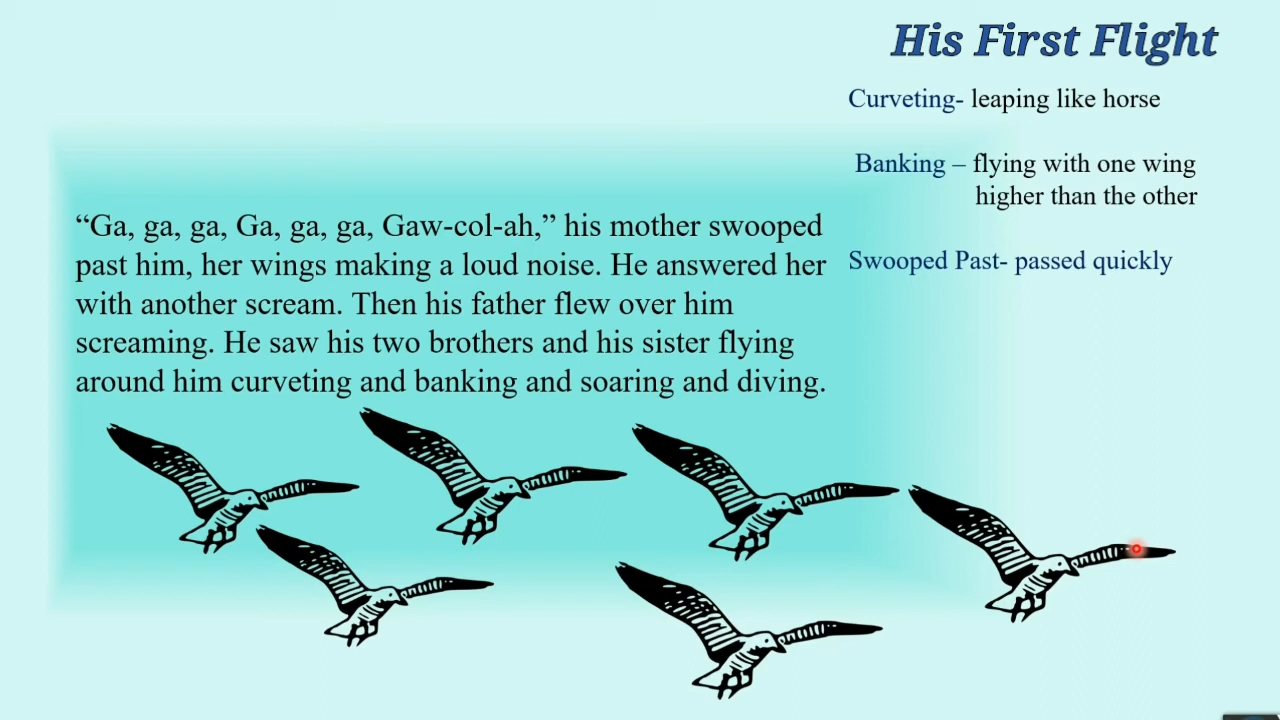 His First Flight
Curveting- leaping like horse
Banking – flying with one wing
higher than the other
Swooped Past- passed quickly
“Ga, ga, ga, Ga, ga, ga, Gaw-col-ah,” his mother swooped
past him, her wings making a loud noise. He answered her
with another scream. Then his father flew over him
screaming. He saw his two brothers and his sister flying
around him curveting and banking and soaring and diving.